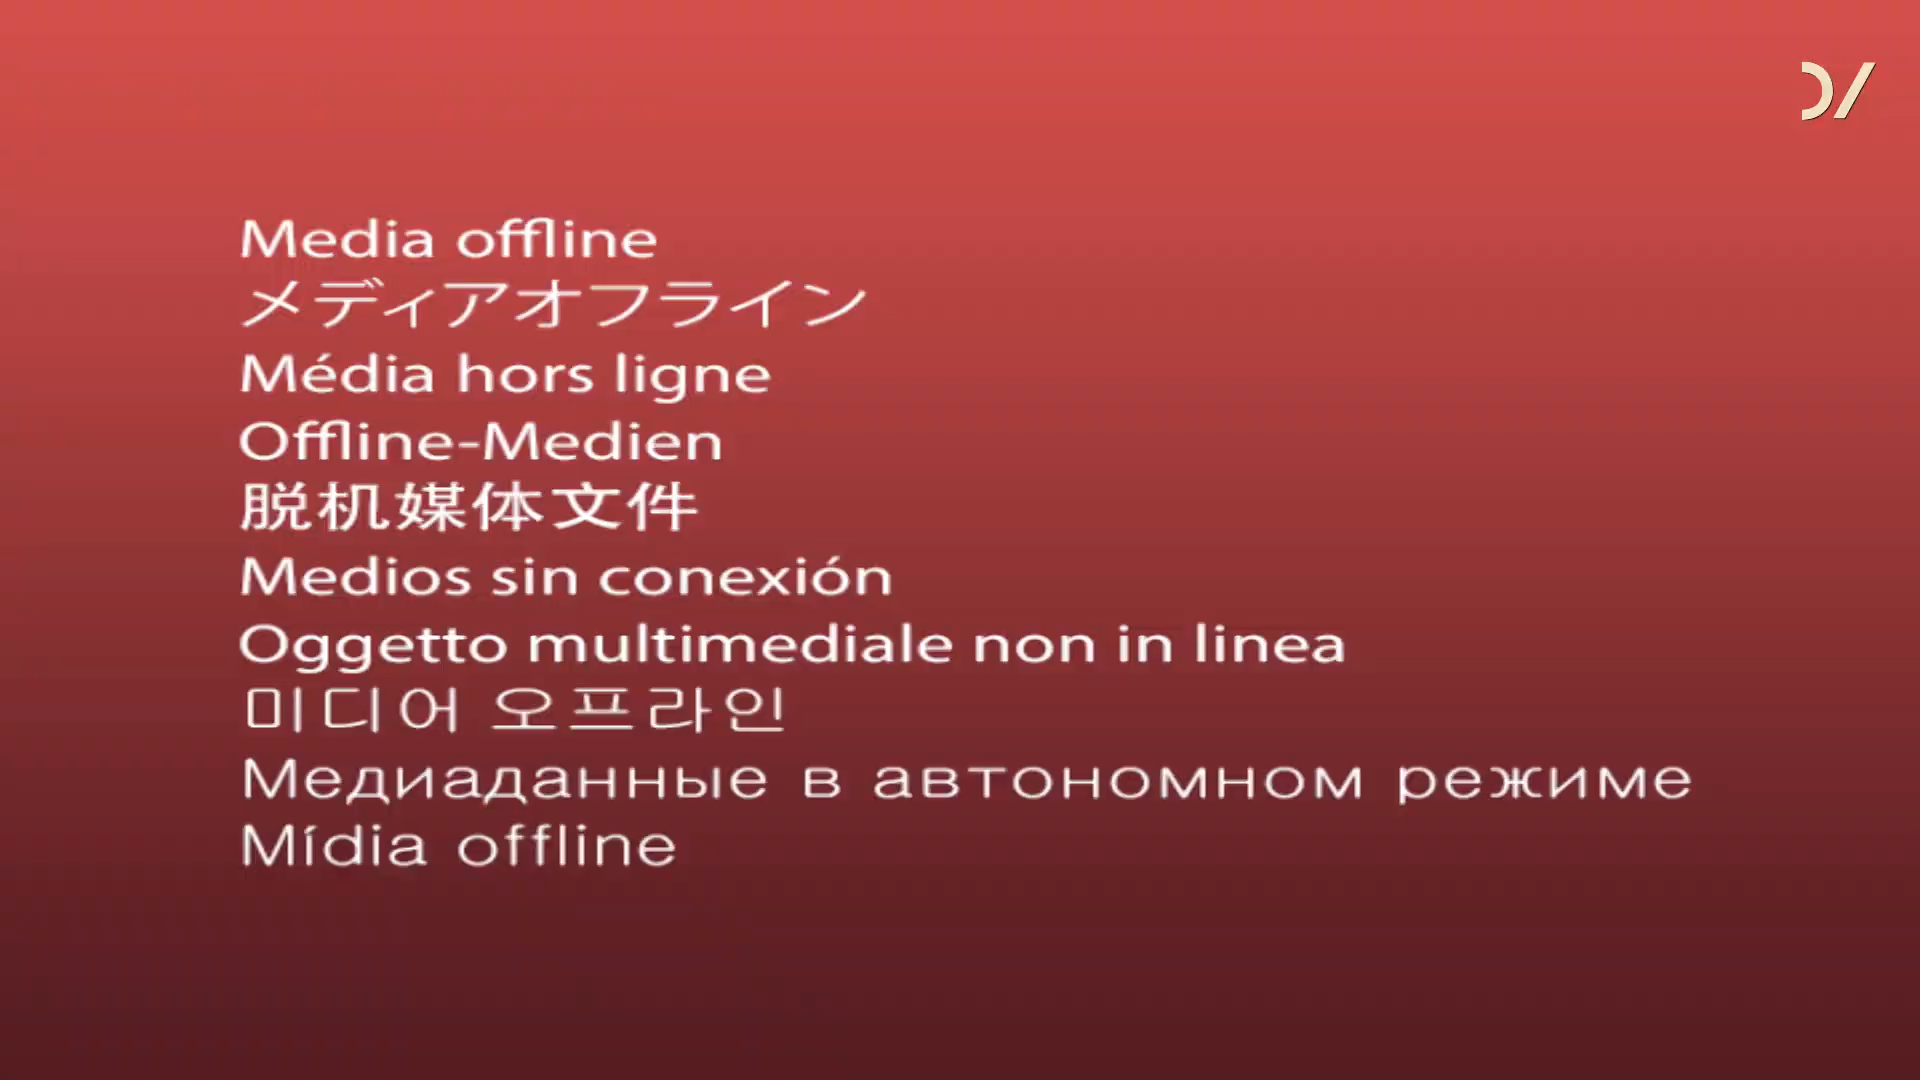 Media offline
メディアオフライン
Média hors ligne
Offline-Medien
脱机媒体文件
Medios sin conexión
Oggetto multimediale non in linea
미디어 오프라인
Медиаданные в автономном режиме
Mídia offline